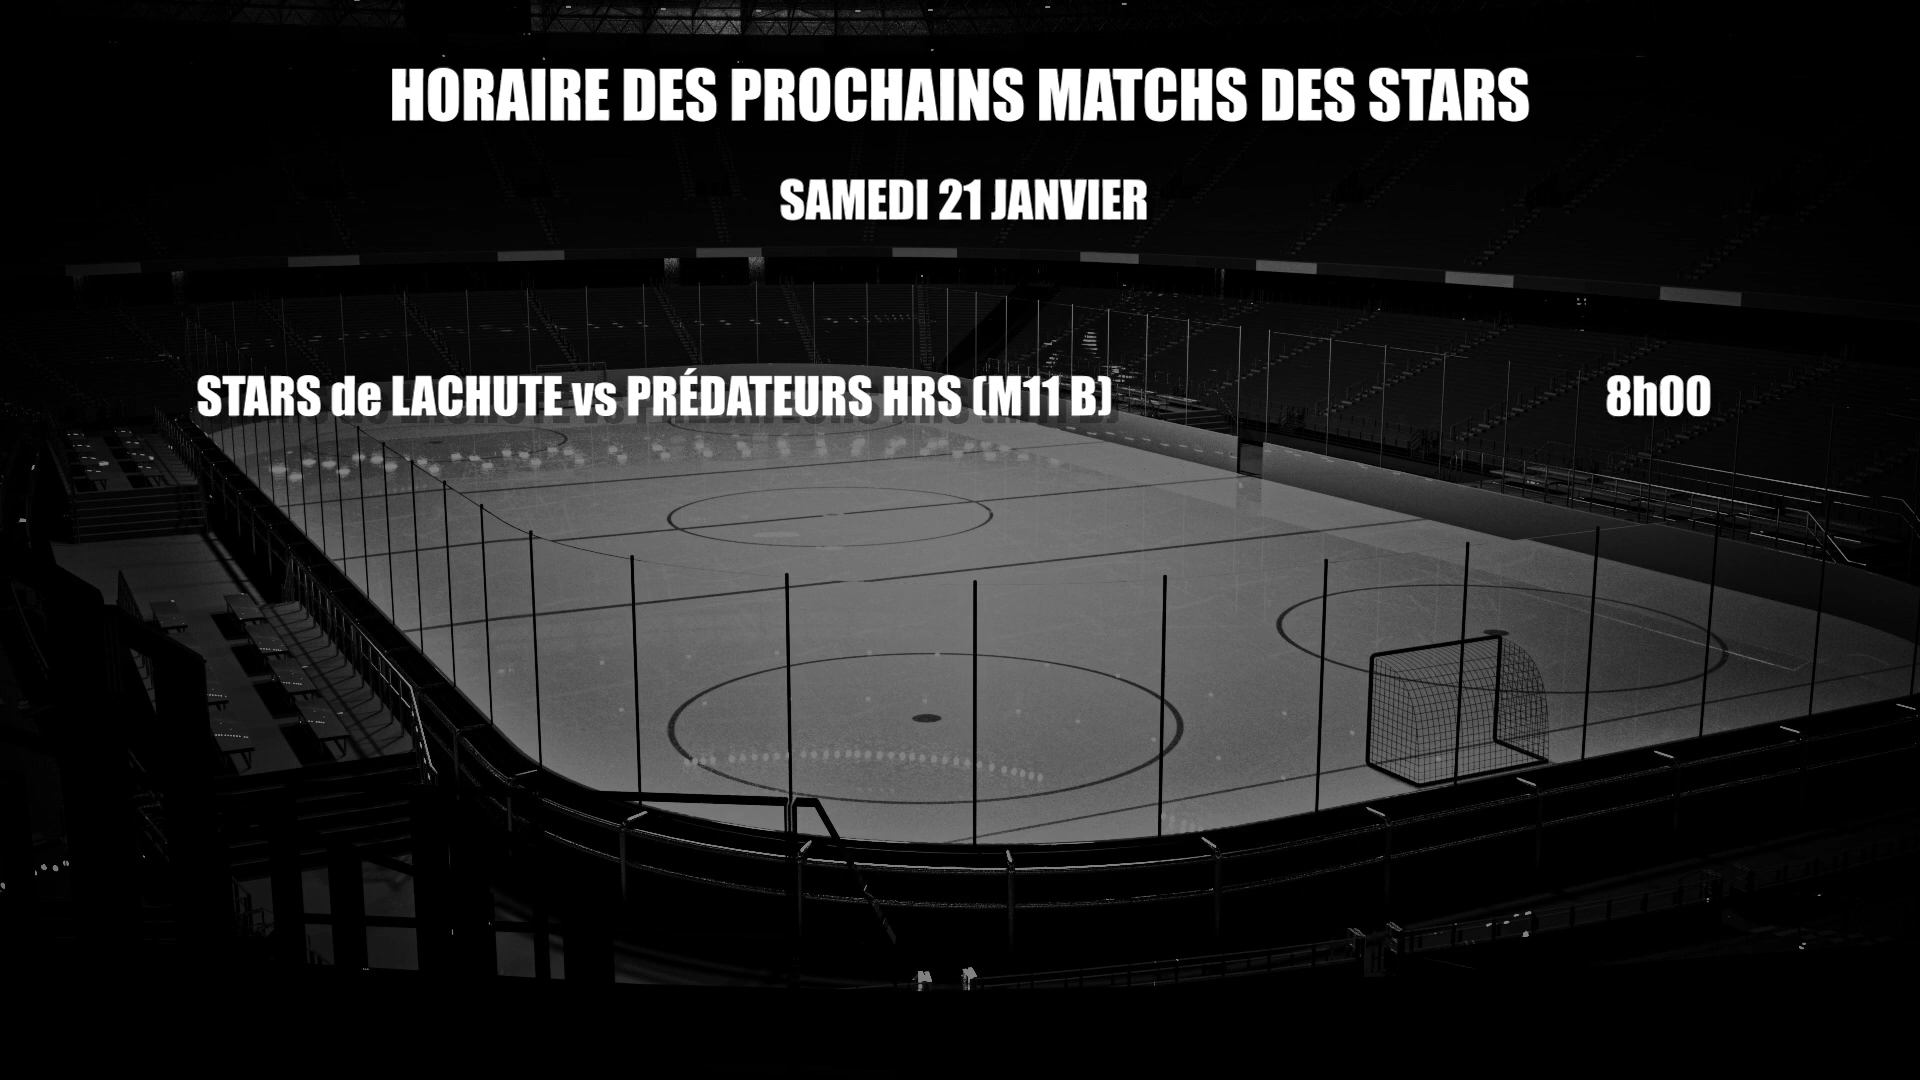 HORAIRE DES PROCHAINS MATCHS DES STARS
SAMEDI 21 JANVIER
STARS de LACHUTE vs PRÉDATEURS HRS (M11 B) 8h00